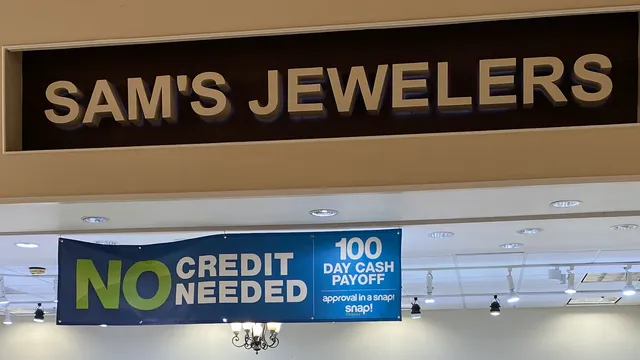 SAM'S JEWELERS
NO CREDIT NEEDED
100
DAY CASH
PAYOFF
approval in a snap!
snap!